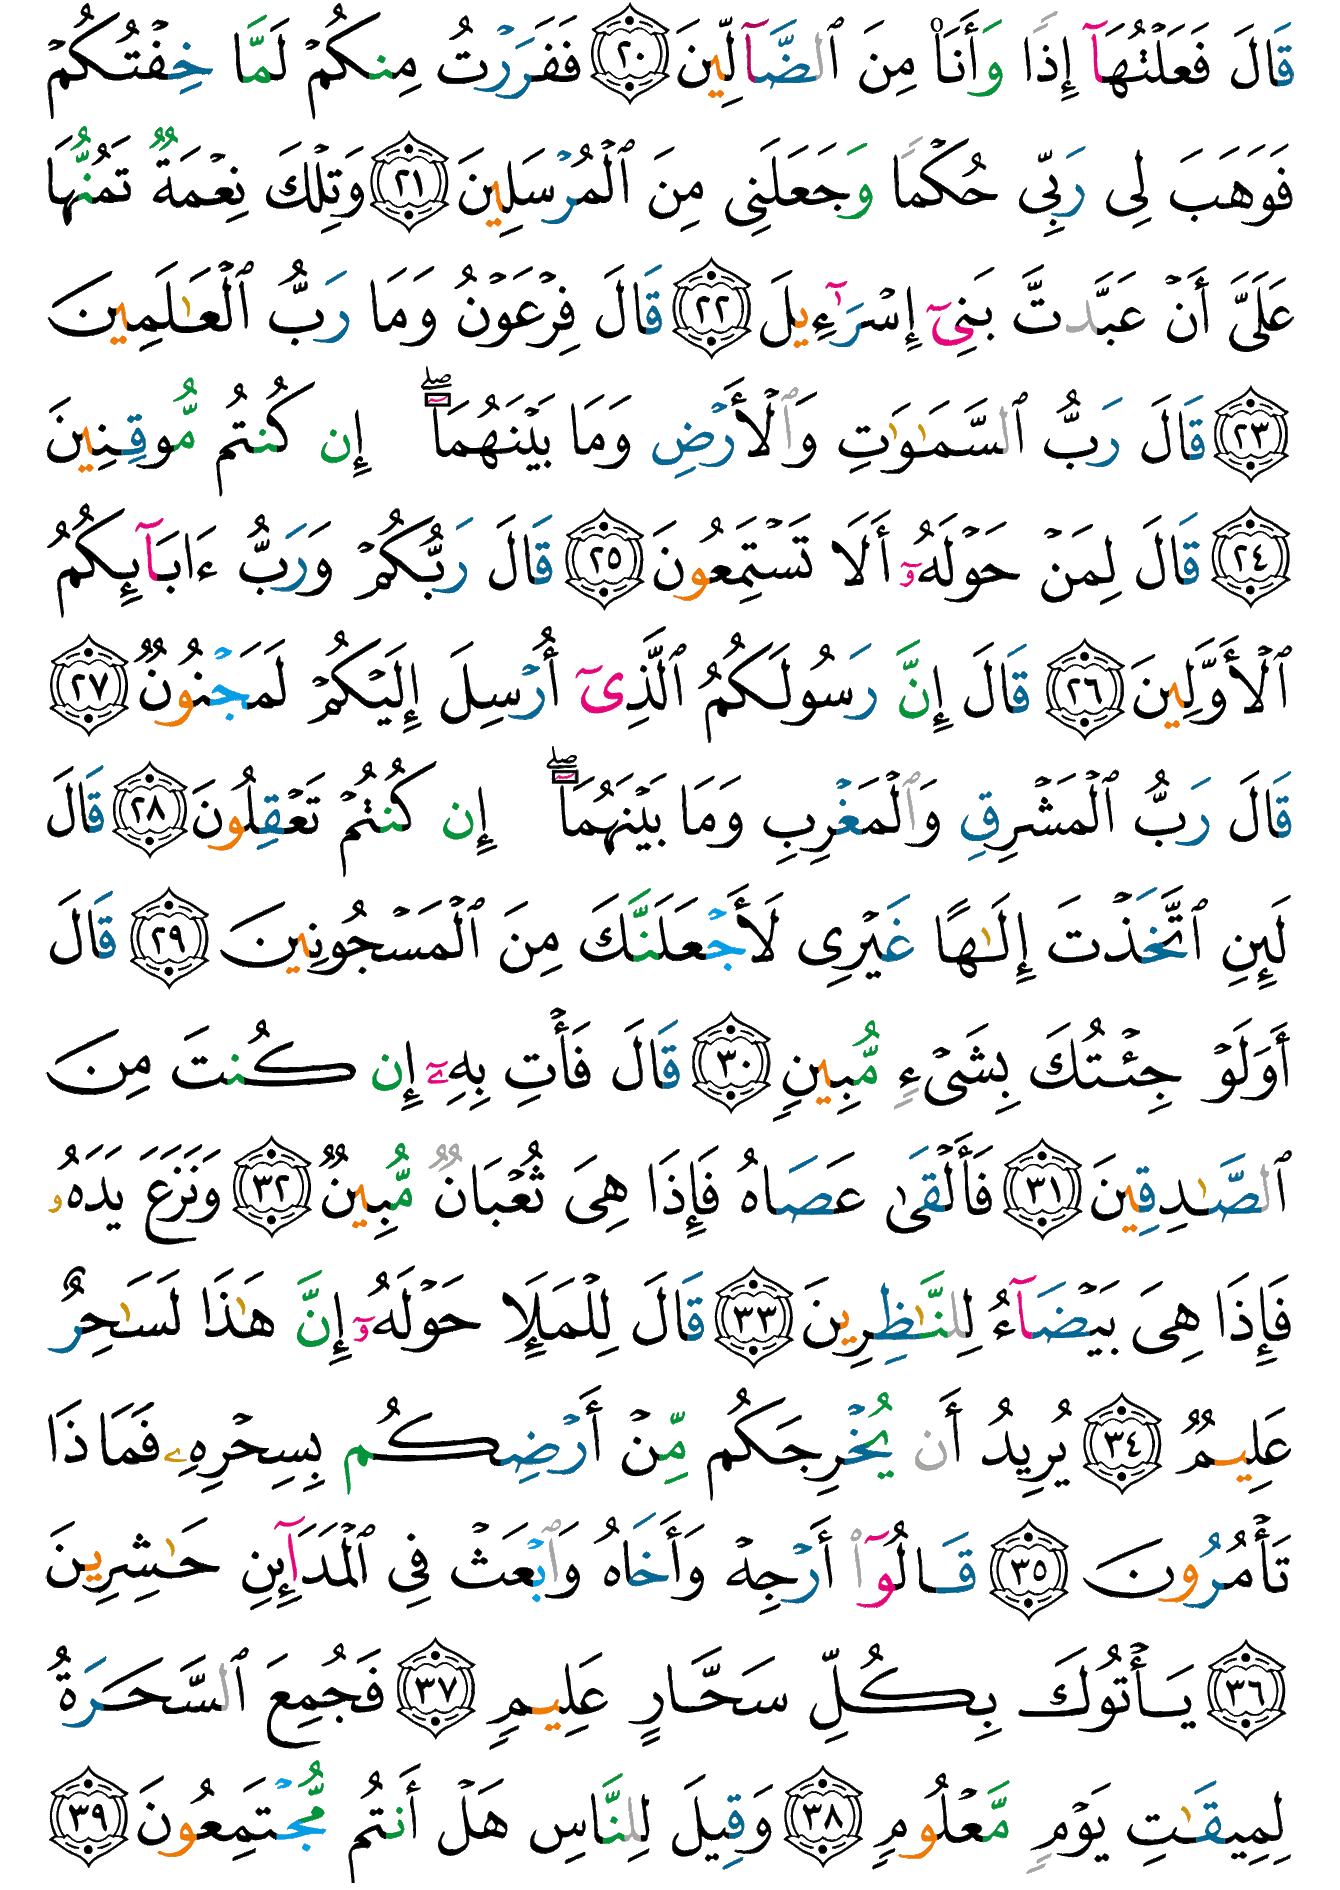 قَالَ فَعَلْتُهَآ إِذًا وَأَنَا۠ مِنَ ٱلضَّآلِّينَ ٢٠ فَفَرَرْتُ مِنكُمْ لَمَّا خِفْتُكُمْ
فَوَهَبَ لِى رَبِّى حُكْمًا وَجَعَلَنِى مِنَ ٱلْمُرْسَلِينَ ٢١ وَتِلْكَ نِعْمَةٌ تَمُنُّهَا
عَلَىَّ أَنْ عَبَّدتَّ بَنِىٓ إِسْرَٰٓءِيلَ ٢٢ قَالَ فِرْعَوْنُ وَمَا رَبُّ ٱلْعَـٰلَمِينَ
٢٣ قَالَ رَبُّ ٱلسَّمَـٰوَٰتِ وَٱلْأَرْضِ وَمَا بَيْنَهُمَآ ۖ إِن كُنتُم مُّوقِنِينَ
٢٤ قَالَ لِمَنْ حَوْلَهُۥٓ أَلَا تَسْتَمِعُونَ ٢٥ قَالَ رَبُّكُمْ وَرَبُّ ءَابَآئِكُمُ
ٱلْأَوَّلِينَ ٢٦ قَالَ إِنَّ رَسُولَكُمُ ٱلَّذِىٓ أُرْسِلَ إِلَيْكُمْ لَمَجْنُونٌ ٢٧
قَالَ رَبُّ ٱلْمَشْرِقِ وَٱلْمَغْرِبِ وَمَا بَيْنَهُمَآ ۖ إِن كُنتُمْ تَعْقِلُونَ ٢٨ قَالَ
لَئِنِ ٱتَّخَذْتَ إِلَـٰهًا غَيْرِى لَأَجْعَلَنَّكَ مِنَ ٱلْمَسْجُونِينَ ٢٩ قَالَ
أَوَلَوْ جِئْتُكَ بِشَىْءٍ مُّبِينٍ ٣٠ قَالَ فَأْتِ بِهِۦٓ إِن كُنتَ مِنَ
ٱلصَّـٰدِقِينَ ٣١ فَأَلْقَىٰ عَصَاهُ فَإِذَا هِىَ ثُعْبَانٌ مُّبِينٌ ٣٢ وَنَزَعَ يَدَهُۥ
فَإِذَا هِىَ بَيْضَآءُ لِلنَّـٰظِرِينَ ٣٣ قَالَ لِلْمَلَإِ حَوْلَهُۥٓ إِنَّ هَـٰذَا لَسَـٰحِرٌ
عَلِيمٌ ٣٤ يُرِيدُ أَن يُخْرِجَكُم مِّنْ أَرْضِكُم بِسِحْرِهِۦ فَمَاذَا
تَأْمُرُونَ ٣٥ قَالُوٓا۟ أَرْجِهْ وَأَخَاهُ وَٱبْعَثْ فِى ٱلْمَدَآئِنِ حَـٰشِرِينَ
٣٦ يَأْتُوكَ بِكُلِّ سَحَّارٍ عَلِيمٍ ٣٧ فَجُمِعَ ٱلسَّحَرَةُ
لِمِيقَـٰتِ يَوْمٍ مَّعْلُومٍ ٣٨ وَقِيلَ لِلنَّاسِ هَلْ أَنتُم مُّجْتَمِعُونَ ٣٩